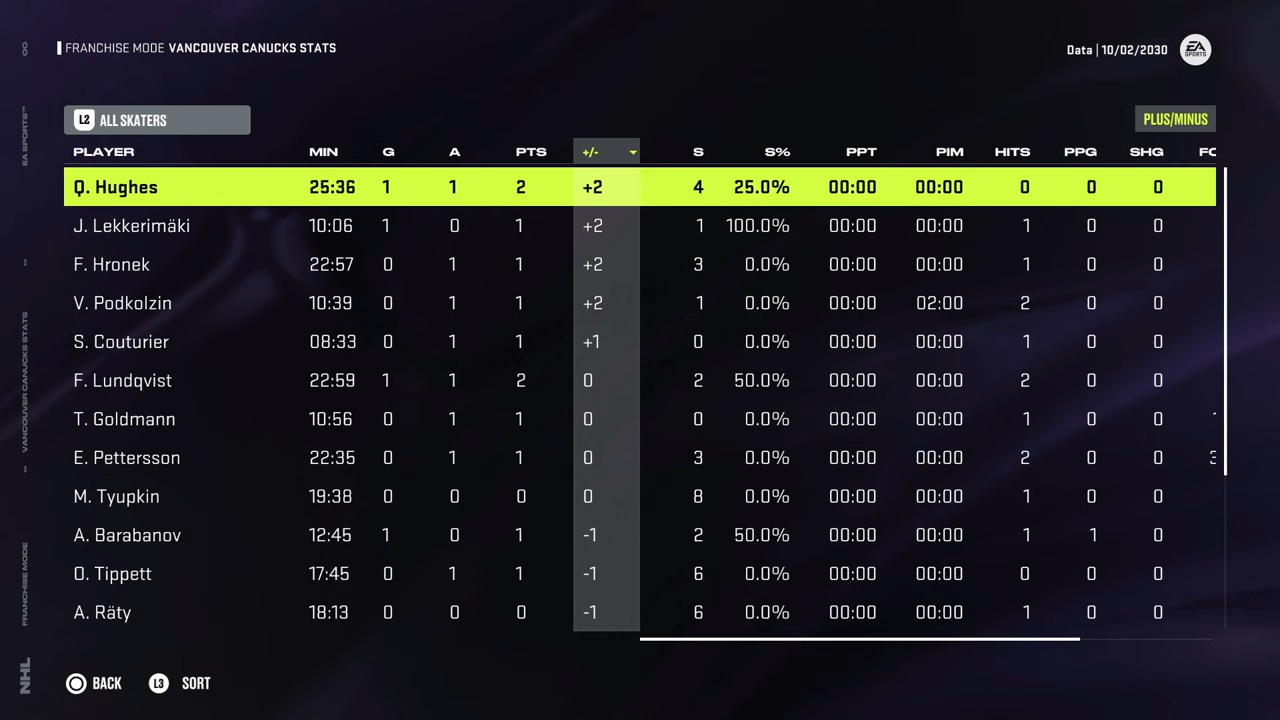 FRANCHISE MODE VANCOUVER CANUCKS STATS
Data | 10/02/2030
EA SPORTS
L2 ALL SKATERS
PLUS/MINUS
PLAYER MIN G A PTS +/- S S% PPT PIM HITS PPG SHG
Q. Hughes 25:36 1 1 2 +2 4 25.0% 00:00 00:00 0 0 0
J. Lekkerimäki 10:06 1 0 1 +2 1 100.0% 00:00 00:00 1 0 0
F. Hronek 22:57 0 1 1 +2 3 0.0% 00:00 00:00 1 0 0
V. Podkolzin 10:39 0 1 1 +2 1 0.0% 00:00 02:00 2 0 0
S. Couturier 08:33 0 1 1 +1 0 0.0% 00:00 00:00 1 0 0
F. Lundqvist 22:59 1 1 2 0 2 50.0% 00:00 00:00 2 0 0
T. Goldmann 10:56 0 1 1 0 0 0.0% 00:00 00:00 1 0 0
E. Pettersson 22:35 0 1 1 0 3 0.0% 00:00 00:00 2 0 0
M. Tyupkin 19:38 0 0 0 0 8 0.0% 00:00 00:00 1 0 0
A. Barabanov 12:45 1 0 1 -1 2 50.0% 00:00 00:00 1 1 0
O. Tippett 17:45 0 1 1 -1 6 0.0% 00:00 00:00 0 0 0
A. Räty 18:13 0 0 0 -1 6 0.0% 00:00 00:00 1 0 0
BACK L3 SORT
NHL FRANCHISE MODE >> VANCOUVER CANUCKS STATS >> EA SPORTS™